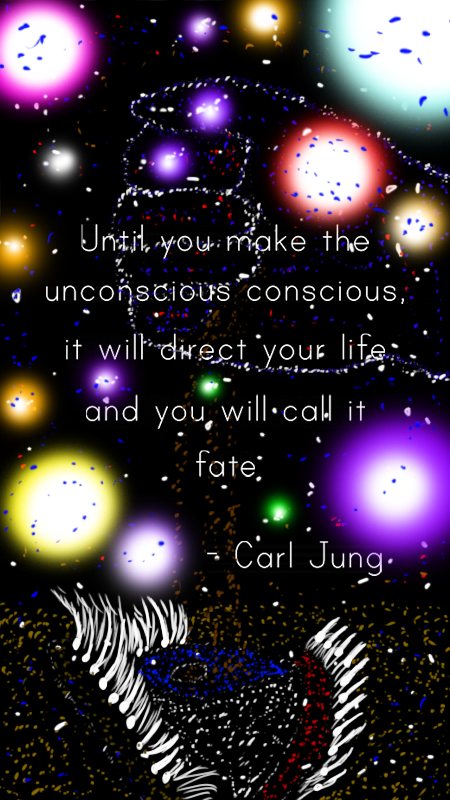 Until you make the
unconscious conscious,
it will direct your life
and you will call it
fate
- Carl Jung